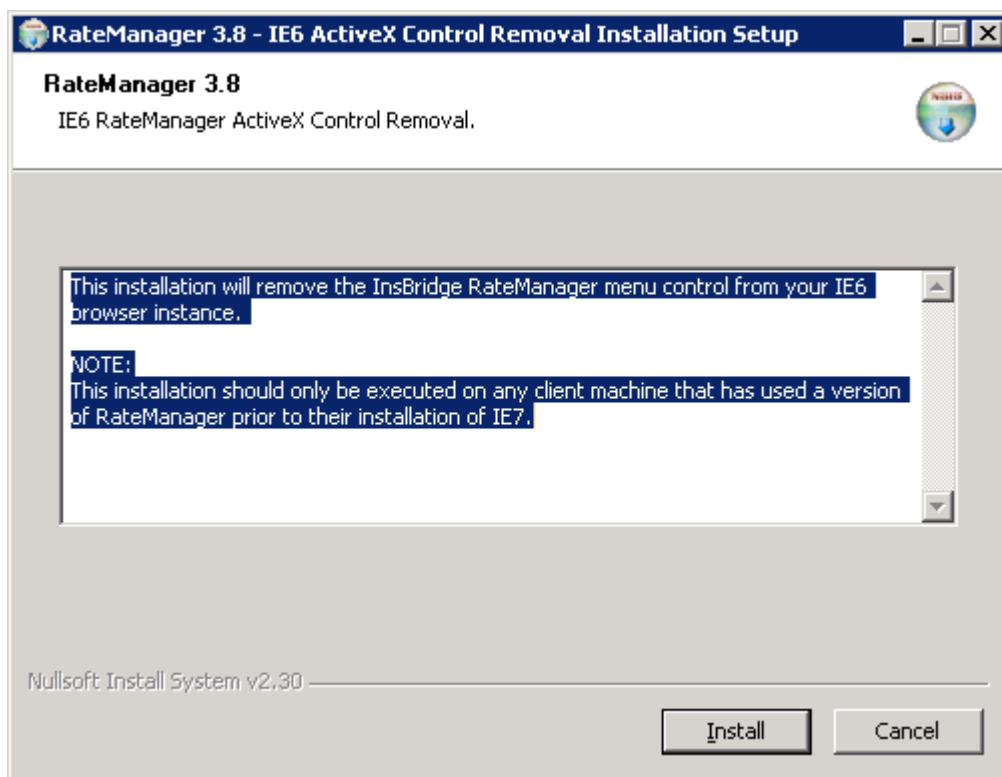 RateManager 3.8 - IE6 ActiveX Control Removal Installation Setup
RateManager 3.8
IE6 RateManager ActiveX Control Removal.
This installation will remove the InsBridge RateManager menu control from your IE6
browser instance.
NOTE:
This installation should only be executed on any client machine that has used a version
of RateManager prior to their installation of IE7.
Nullsoft Install System v2.30
Install
Cancel